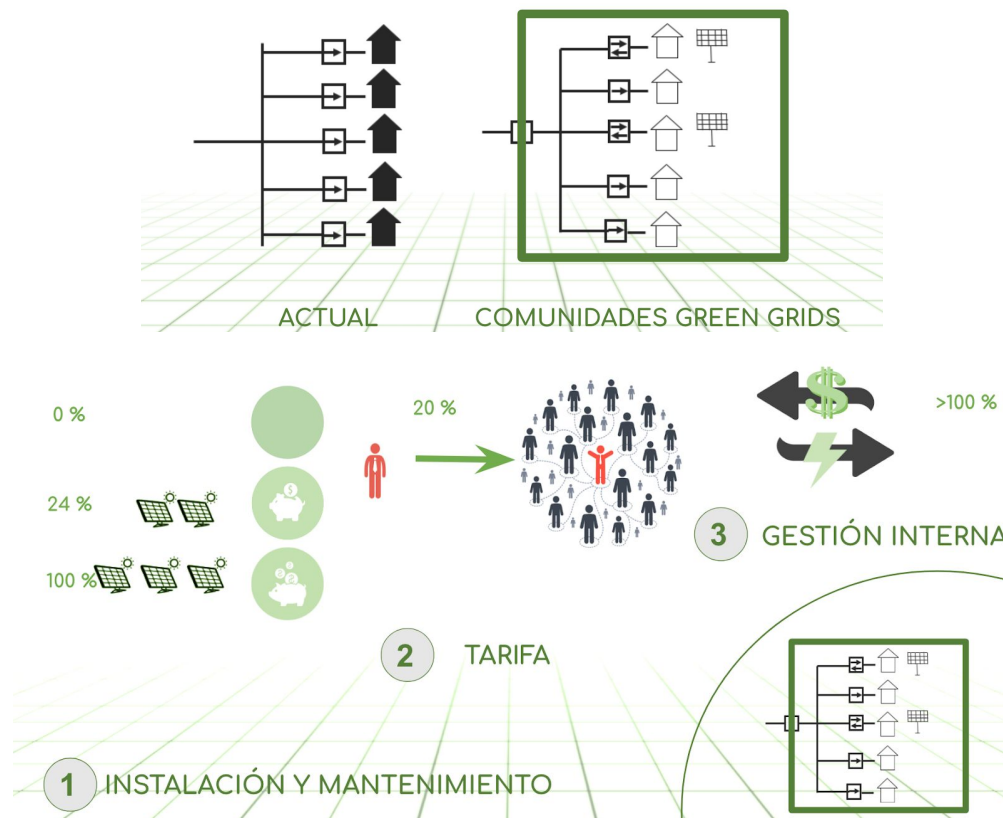 ACTUAL
COMUNIDADES GREEN GRIDS
0 %
20 %
>100 %
24 %
3 GESTIÓN INTERNA
100 %
2 TARIFA
1 INSTALACIÓN Y MANTENIMIENTO